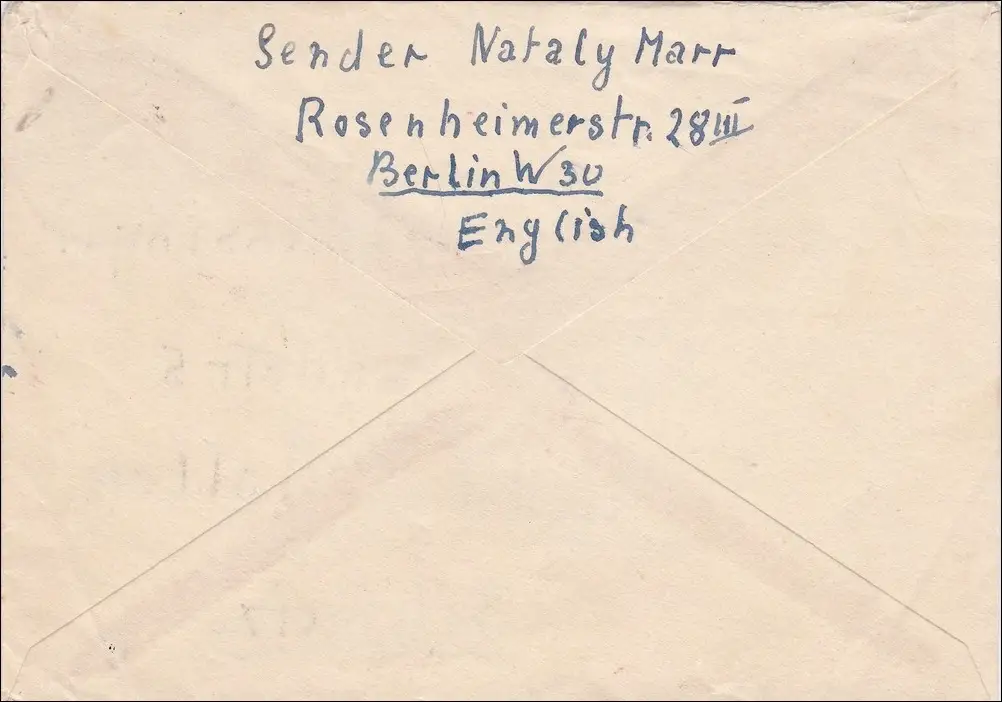 Sender Nataly Marr
Rosenheimerstr. 28 III
Berlin W 30
English